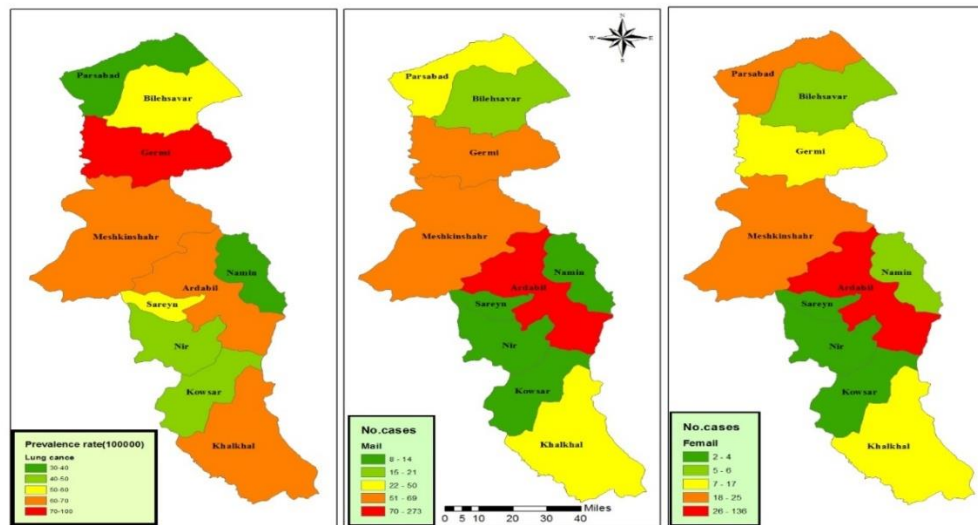 Parsabad
Bilehsavar
Germi
Meshkinshahr
Namin
Ardabil
Sareyn
Nir
Kowsar
Khalkhal
Prevalence rate(100000)
Lung cance
30-40
40-50
50-60
60-70
70-100
N
W E
S
Parsabad
Bilehsavar
Germi
Meshkinshahr
Namin
Ardabil
Sareyn
Nir
Kowsar
Khalkhal
No.cases
Mail
8 - 14
15 - 21
22 - 50
51 - 69
70 - 273
Miles
0 5 10 20 30 40
Parsabad
Bilehsavar
Germi
Meshkinshahr
Namin
Ardabil
Sareyn
Nir
Kowsar
Khalkhal
No.cases
Femail
2 - 4
5 - 6
7 - 17
18 - 25
26 - 136